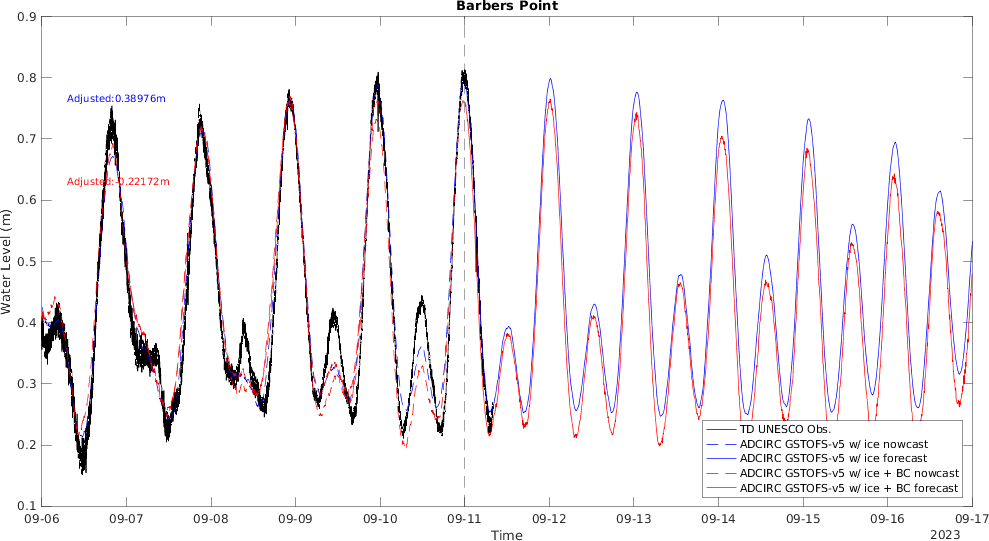 Barbers Point
0.9
0.8
0.7
0.6
0.5
0.4
0.3
0.2
0.1
Water Level (m)
Adjusted:0.38976m
Adjusted:-0.22172m
TD UNESCO Obs.
ADCIRC GSTOFS-v5 w/ ice nowcast
ADCIRC GSTOFS-v5 w/ ice forecast
ADCIRC GSTOFS-v5 w/ ice + BC nowcast
ADCIRC GSTOFS-v5 w/ ice + BC forecast
09-06 09-07 09-08 09-09 09-10 09-11 09-12 09-13 09-14 09-15 09-16 09-17
Time
2023